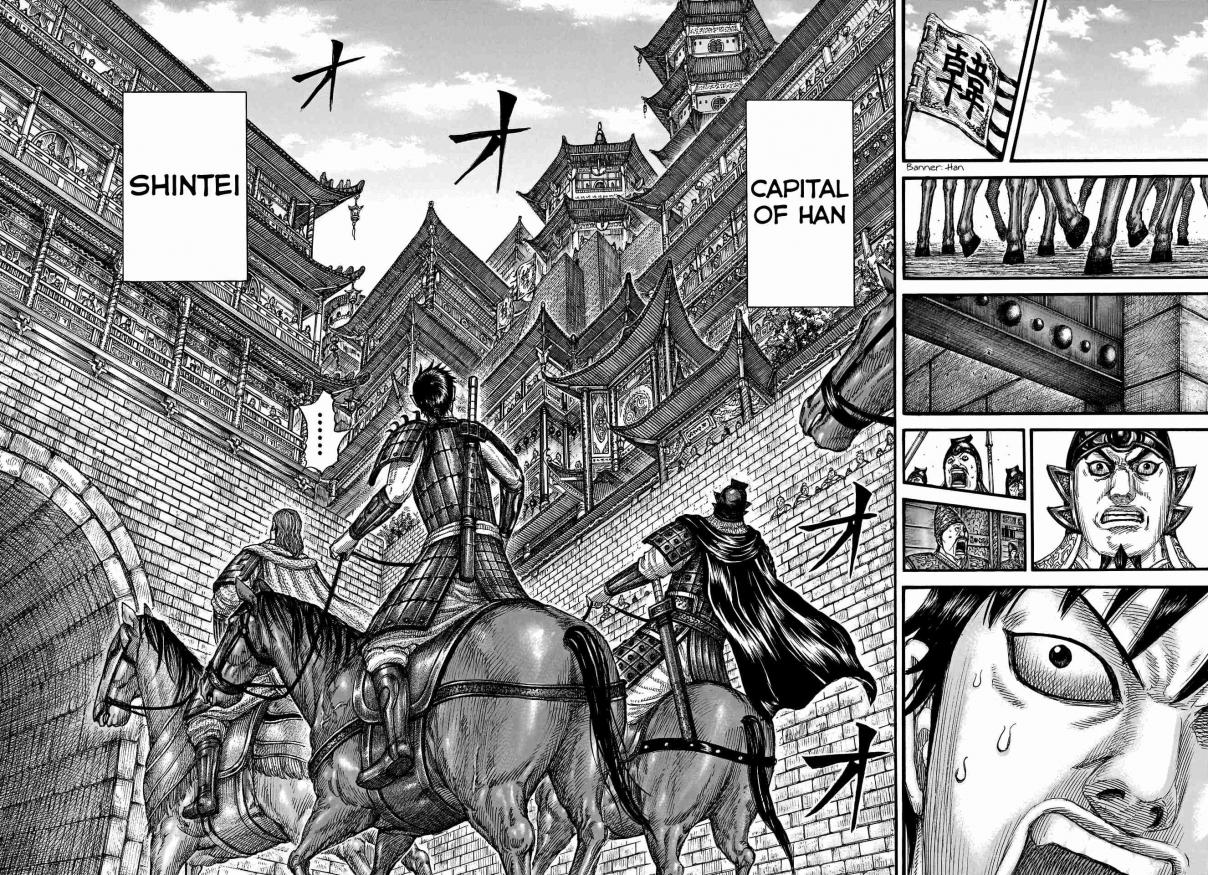 韓
Banner: Han
CAPITAL
OF HAN
オ
オ
SHINTEI
......
オ
オ